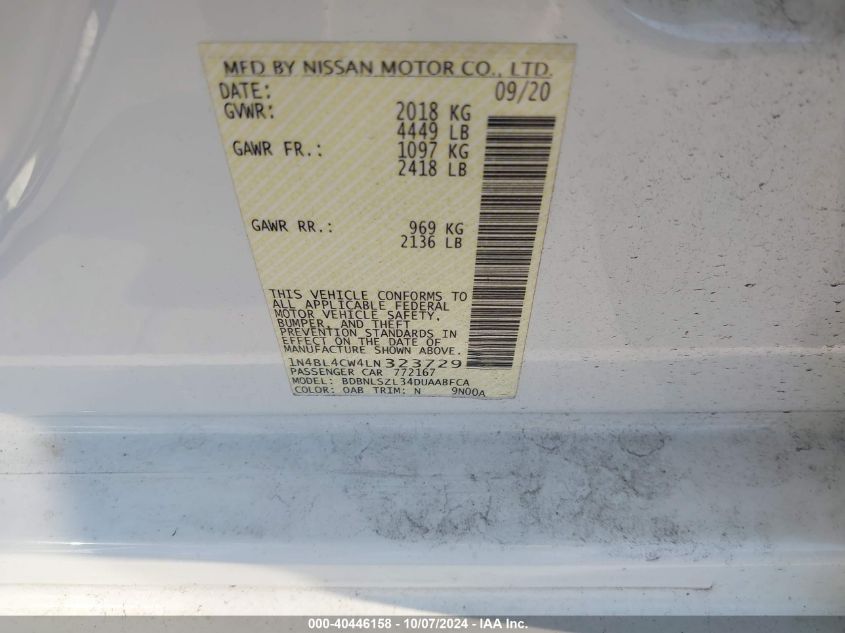 MFD BY NISSAN MOTOR CO., LTD.
DATE: 09/20
GVWR: 2018 KG
4449 LB
GAWR FR.: 1097 KG
2418 LB
GAWR RR.: 969 KG
2136 LB
THIS VEHICLE CONFORMS TO
ALL APPLICABLE FEDERAL
MOTOR VEHICLE SAFETY,
BUMPER, AND THEFT
PREVENTION STANDARDS IN
EFFECT ON THE DATE OF
MANUFACTURE SHOWN ABOVE.
1N4BL4CW4LN323729
PASSENGER CAR 772167
MODEL: BDBNLSZL34DUAABFCA
COLOR: QAB TRIM: N 9N00A
000-40446158 - 10/07/2024 - IAA Inc.